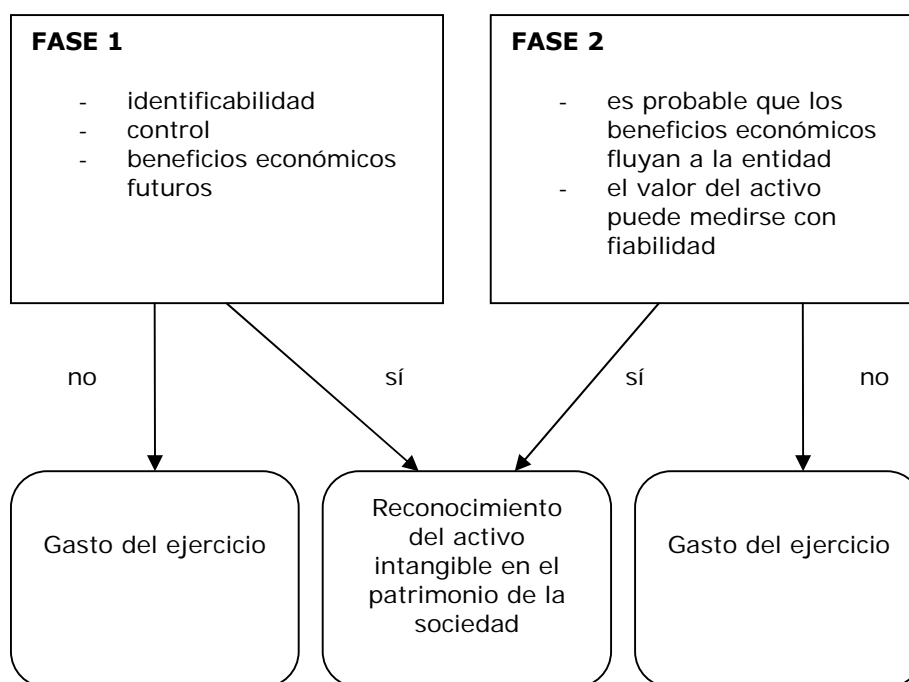 FASE 1
- identificabilidad
- control
- beneficios económicos
futuros
FASE 2
- es probable que los
beneficios económicos
fluyan a la entidad
- el valor del activo
puede medirse con
fiabilidad
no
sí
sí
no
Gasto del ejercicio
Reconocimiento
del activo
intangible en el
patrimonio de la
sociedad
Gasto del ejercicio